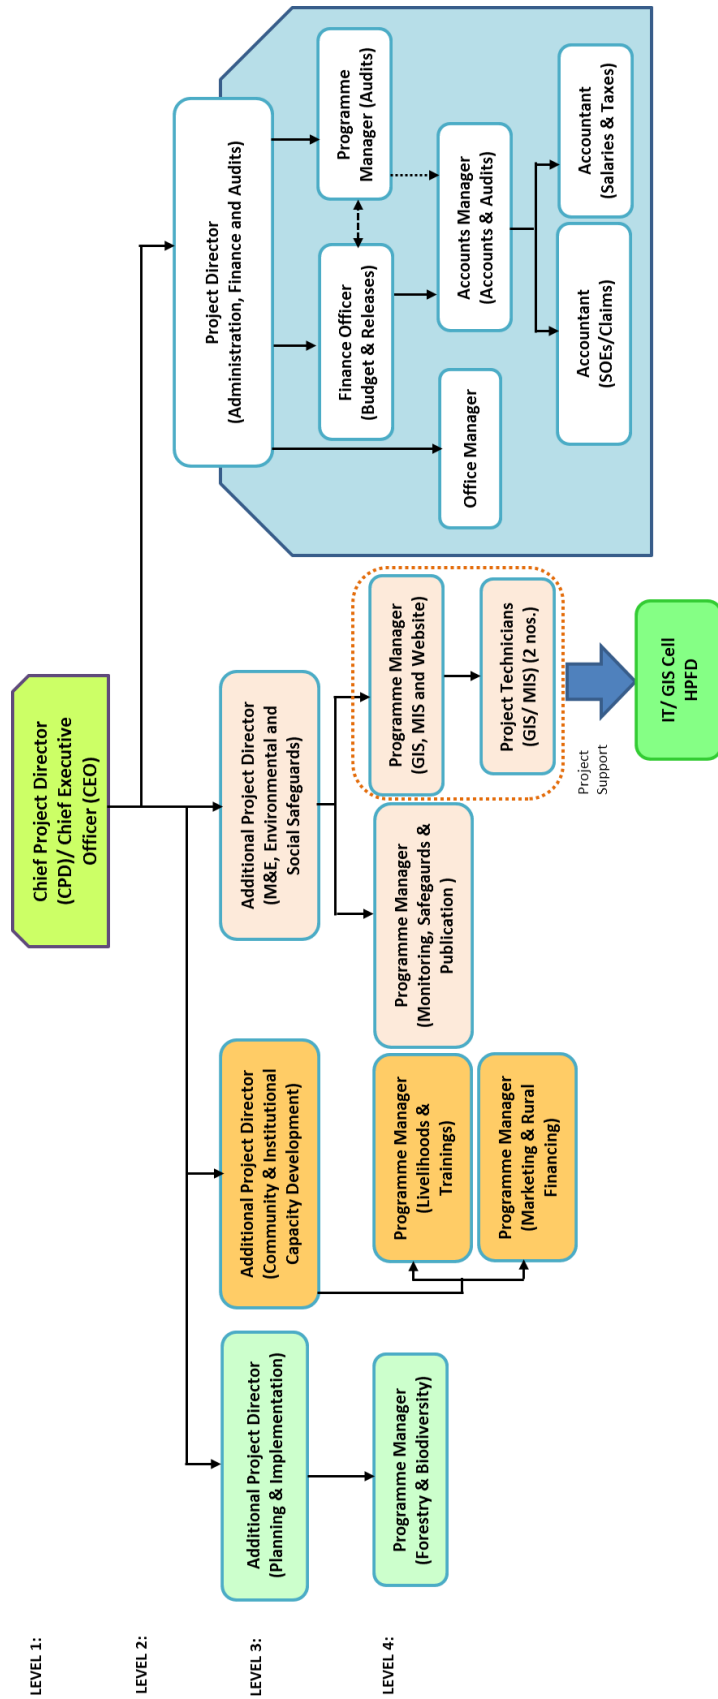 LEVEL 1:
Chief Project Director
(CPD)/ Chief Executive
Officer (CEO)
LEVEL 2:
Project Director
(Administration, Finance and Audits)
LEVEL 3:
Additional Project Director
(Planning & Implementation)
Additional Project Director
(Community & Institutional
Capacity Development)
Additional Project Director
(M&E, Environmental and
Social Safeguards)
Finance Officer
(Budget & Releases)
Programme
Manager (Audits)
LEVEL 4:
Programme Manager
(Forestry & Biodiversity)
Programme Manager
(Livelihoods &
Trainings)
Programme Manager
(Marketing & Rural
Financing)
Programme Manager
(Monitoring, Safegaurds &
Publication )
Programme Manager
(GIS, MIS and Website)
Project Technicians
(GIS/ MIS) (2 nos.)
Office Manager
Accounts Manager
(Accounts & Audits)
Accountant
(SOEs/Claims)
Accountant
(Salaries & Taxes)
Project
Support
IT/ GIS Cell
HPFD